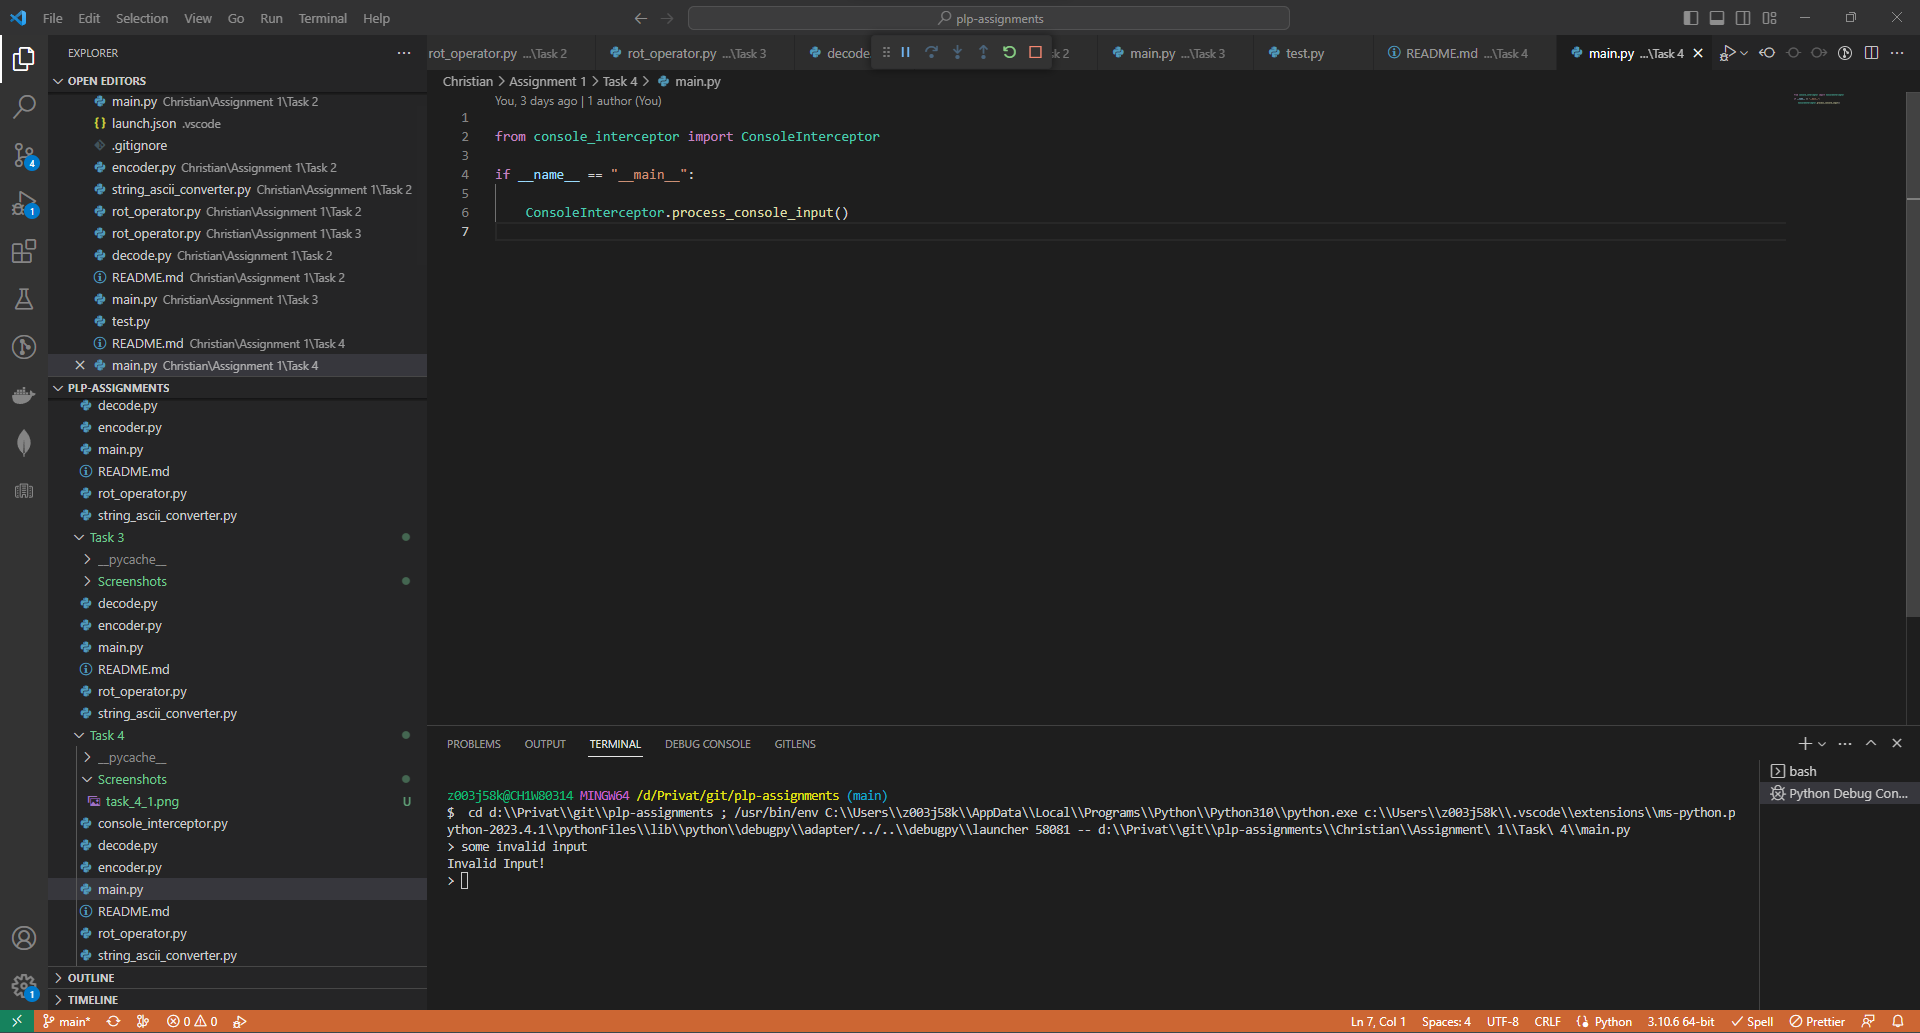 File Edit Selection View Go Run Terminal Help
plp-assignments
EXPLORER
rot_operator.py ...\Task 2
rot_operator.py ...\Task 3
decode
sk 2
main.py ...\Task 3
test.py
README.md ...\Task 4
main.py ...\Task 4
OPEN EDITORS
main.py Christian\Assignment 1\Task 2
launch.json .vscode
.gitignore
encoder.py Christian\Assignment 1\Task 2
string_ascii_converter.py Christian\Assignment 1\Task 2
rot_operator.py Christian\Assignment 1\Task 2
rot_operator.py Christian\Assignment 1\Task 3
decode.py Christian\Assignment 1\Task 2
README.md Christian\Assignment 1\Task 2
main.py Christian\Assignment 1\Task 3
test.py
README.md Christian\Assignment 1\Task 4
main.py Christian\Assignment 1\Task 4
PLP-ASSIGNMENTS
decode.py
encoder.py
main.py
README.md
rot_operator.py
string_ascii_converter.py
Task 3
__pycache__
Screenshots
decode.py
encoder.py
main.py
README.md
rot_operator.py
string_ascii_converter.py
Task 4
__pycache__
Screenshots
task_4_1.png U
console_interceptor.py
decode.py
encoder.py
main.py
README.md
rot_operator.py
string_ascii_converter.py
OUTLINE
TIMELINE
4
1
1
Christian > Assignment 1 > Task 4 > main.py
You, 3 days ago | 1 author (You)
1
2 from console_interceptor import ConsoleInterceptor
3
4 if __name__ == "__main__":
5
6 ConsoleInterceptor.process_console_input()
7
PROBLEMS OUTPUT TERMINAL DEBUG CONSOLE GITLENS
z003j58k@CH1W80314 MINGW64 /d/Privat/git/plp-assignments (main)
$ cd d:\\Privat\\git\\plp-assignments ; /usr/bin/env C:\\Users\\z003j58k\\AppData\\Local\\Programs\\Python\\Python310\\python.exe c:\\Users\\z003j58k\\.vscode\\extensions\\ms-python.p
ython-2023.4.1\\pythonFiles\\lib\\python\\debugpy\\adapter/../..\\debugpy\\launcher 58081 -- d:\\Privat\\git\\plp-assignments\\Christian\\Assignment\ 1\\Task\ 4\\main.py
> some invalid input
Invalid Input!
>
bash
Python Debug Con...
main* 0 0
Ln 7, Col 1 Spaces: 4 UTF-8 CRLF Python 3.10.6 64-bit Spell Prettier